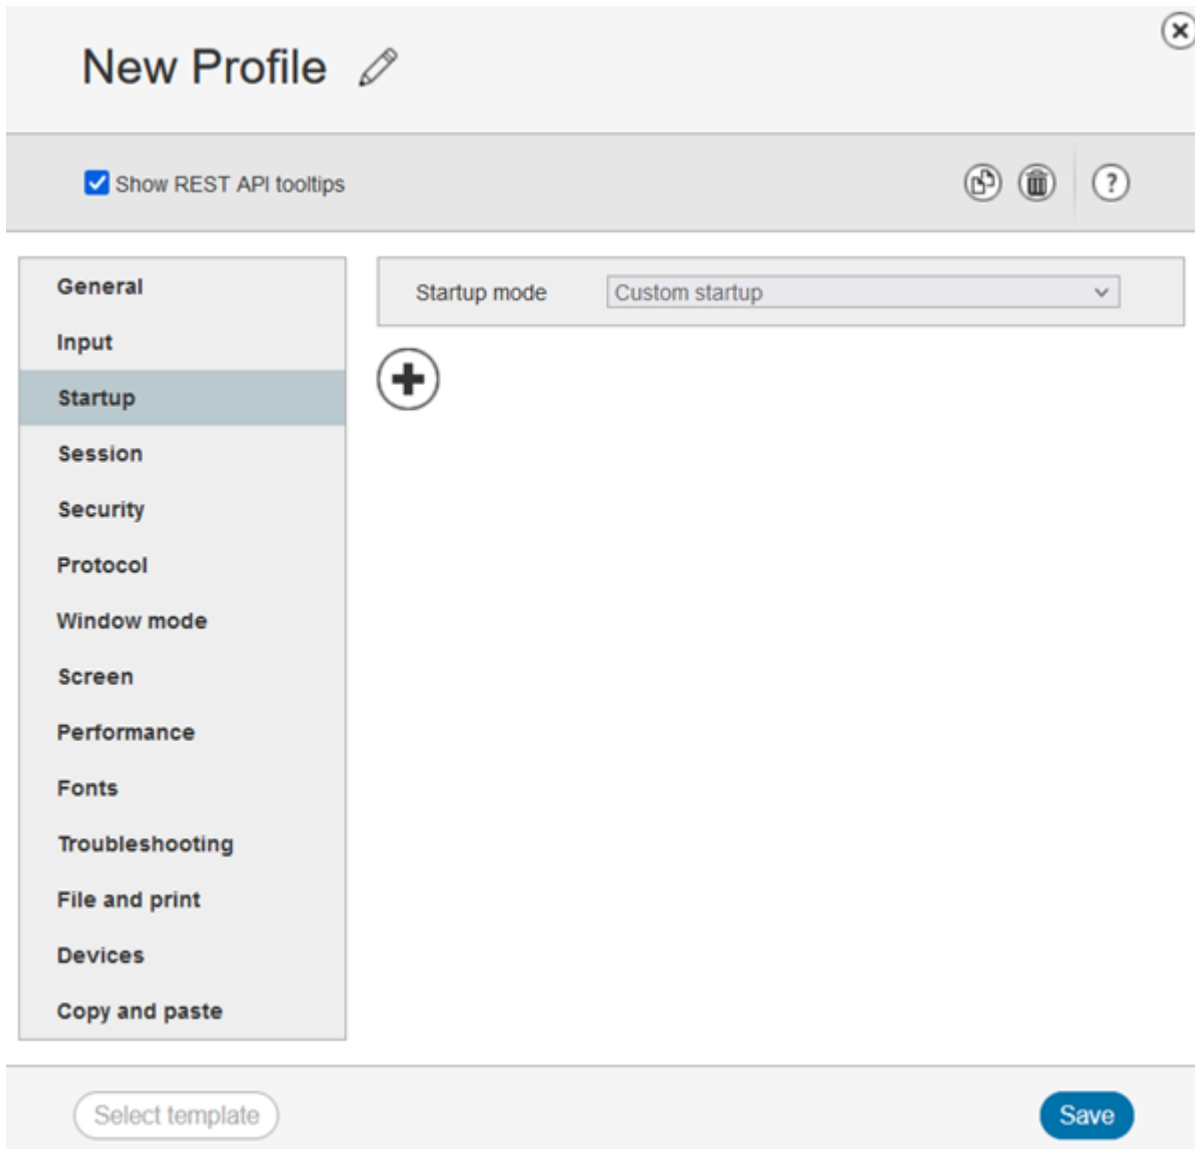 New Profile
Show REST API tooltips
?
General
Input
Startup
Session
Security
Protocol
Window mode
Screen
Performance
Fonts
Troubleshooting
File and print
Devices
Copy and paste
Startup mode Custom startup
Select template
Save